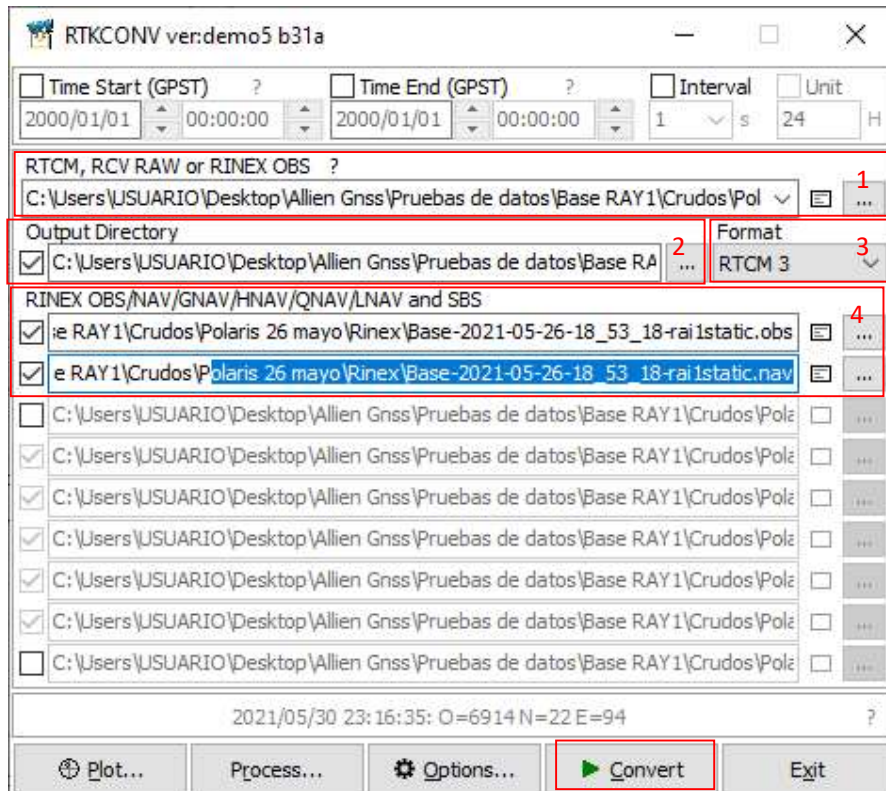 RTKCONV ver:demo5 b31a
Time Start (GPST) ? Time End (GPST) ? Interval Unit
2000/01/01 00:00:00 2000/01/01 00:00:00 1 s 24 H
RTCM, RCV RAW or RINEX OBS ? 1
C:\Users\USUARIO\Desktop\Allien Gnss\Pruebas de datos\Base RAY1\Crudos\Pol ...
Output Directory 2 Format 3
C:\Users\USUARIO\Desktop\Allien Gnss\Pruebas de datos\Base RA ... RTCM 3
RINEX OBS/NAV/GNAV/HNAV/QNAV/LNAV and SBS 4
se RAY1\Crudos\Polaris 26 mayo\Rinex\Base-2021-05-26-18_53_18-rai1static.obs ...
e RAY1\Crudos\Polaris 26 mayo\Rinex\Base-2021-05-26-18_53_18-rai1static.nav ...
C:\Users\USUARIO\Desktop\Allien Gnss\Pruebas de datos\Base RAY1\Crudos\Pola ...
C:\Users\USUARIO\Desktop\Allien Gnss\Pruebas de datos\Base RAY1\Crudos\Pola ...
C:\Users\USUARIO\Desktop\Allien Gnss\Pruebas de datos\Base RAY1\Crudos\Pola ...
C:\Users\USUARIO\Desktop\Allien Gnss\Pruebas de datos\Base RAY1\Crudos\Pola ...
C:\Users\USUARIO\Desktop\Allien Gnss\Pruebas de datos\Base RAY1\Crudos\Pola ...
C:\Users\USUARIO\Desktop\Allien Gnss\Pruebas de datos\Base RAY1\Crudos\Pola ...
C:\Users\USUARIO\Desktop\Allien Gnss\Pruebas de datos\Base RAY1\Crudos\Pola ...
2021/05/30 23:16:35: O=6914 N=22 E=94 ?
Plot... Process... Options... Convert Exit